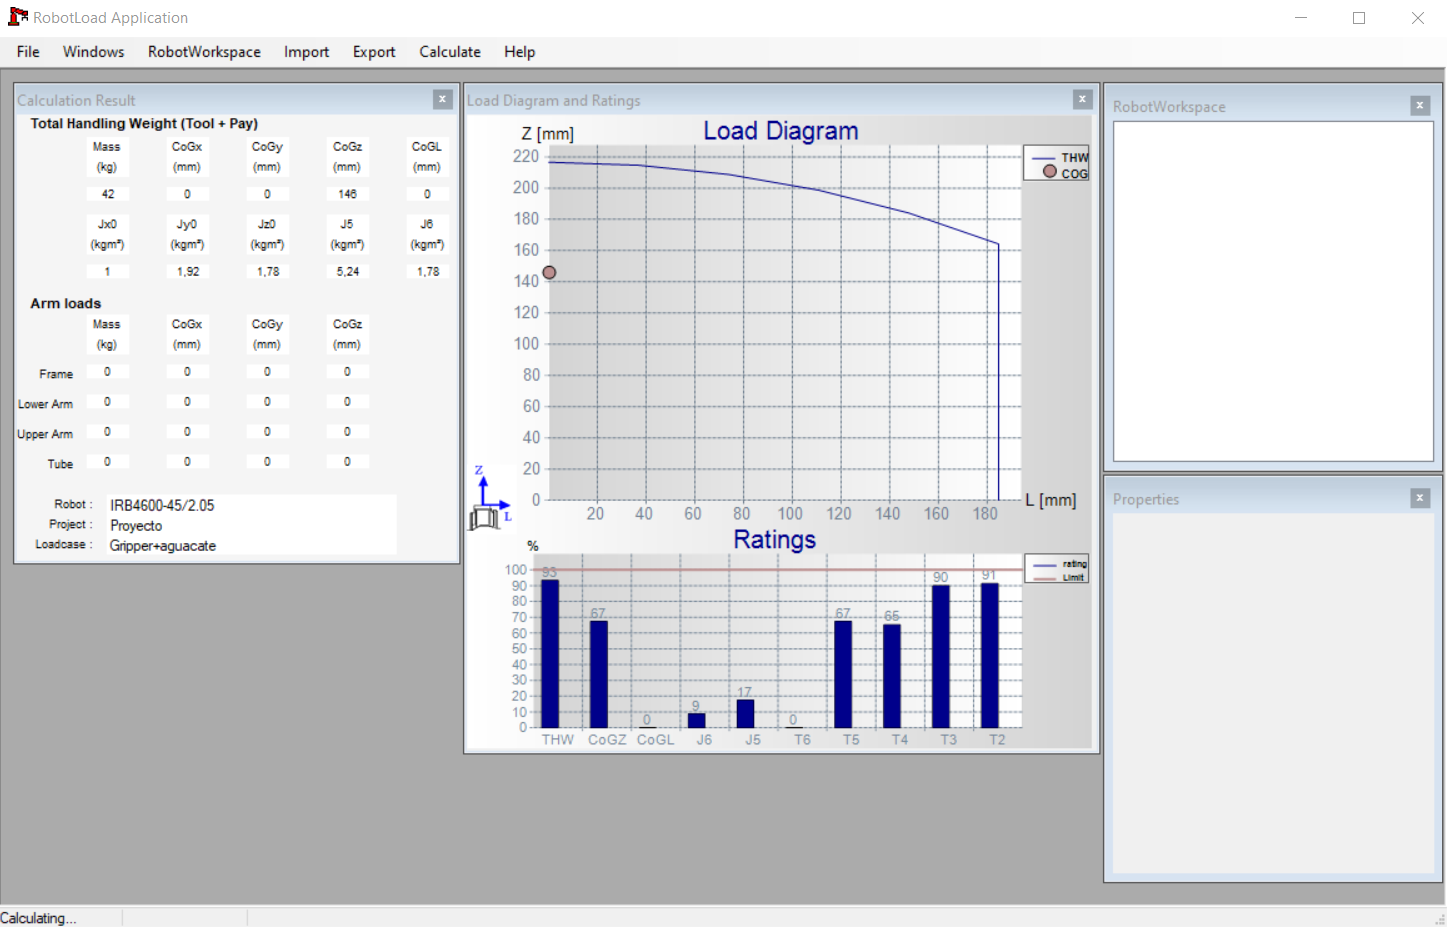 RobotLoad Application
File Windows RobotWorkspace Import Export Calculate Help
Calculation Result
Total Handling Weight (Tool + Pay)
Mass CoGx CoGy CoGz CoGL
(kg) (mm) (mm) (mm) (mm)
42 0 0 146 0
Jx0 Jy0 Jz0 J5 J6
(kgm²) (kgm²) (kgm²) (kgm²) (kgm²)
1 1,92 1,78 5,24 1,78
Arm loads
Mass CoGx CoGy CoGz
(kg) (mm) (mm) (mm)
Frame 0 0 0 0
Lower Arm 0 0 0 0
Upper Arm 0 0 0 0
Tube 0 0 0 0
Robot : IRB4600-45/2.05
Project : Proyecto
Loadcase : Gripper+aguacate
Load Diagram and Ratings
Z [mm]
Load Diagram
THW
COG
220
200
180
160
140
120
100
80
60
40
20
0
20 40 60 80 100 120 140 160 180
L [mm]
Z
L
Ratings
%
rating
Limit
100
90
80
70
60
50
40
30
20
10
0
93 67 0 9 17 0 67 65 90 91
THW CoGZ CoGL J6 J5 T6 T5 T4 T3 T2
RobotWorkspace
Properties
Calculating...